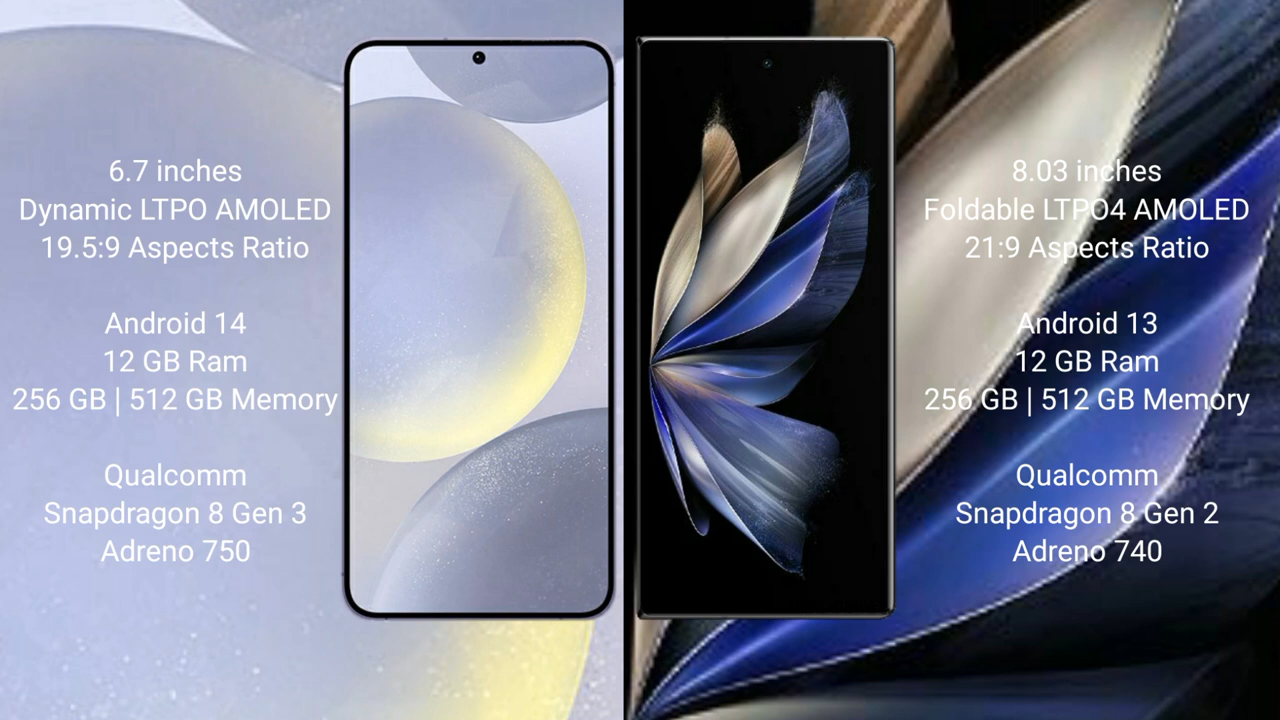 6.7 inches
Dynamic LTPO AMOLED
19.5:9 Aspects Ratio
Android 14
12 GB Ram
256 GB | 512 GB Memory
Qualcomm
Snapdragon 8 Gen 3
Adreno 750
8.03 inches
Foldable LTPO4 AMOLED
21:9 Aspects Ratio
Android 13
12 GB Ram
256 GB | 512 GB Memory
Qualcomm
Snapdragon 8 Gen 2
Adreno 740